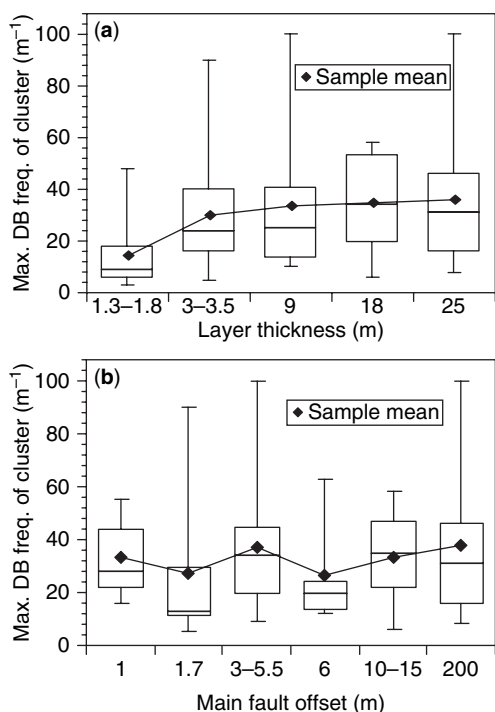 (a)
Max. DB freq. of cluster (m⁻¹)
100
80
60
40
20
0
Sample mean
1.3–1.8 3–3.5 9 18 25
Layer thickness (m)
(b)
Max. DB freq. of cluster (m⁻¹)
100
80
60
40
20
0
Sample mean
1 1.7 3–5.5 6 10–15 200
Main fault offset (m)